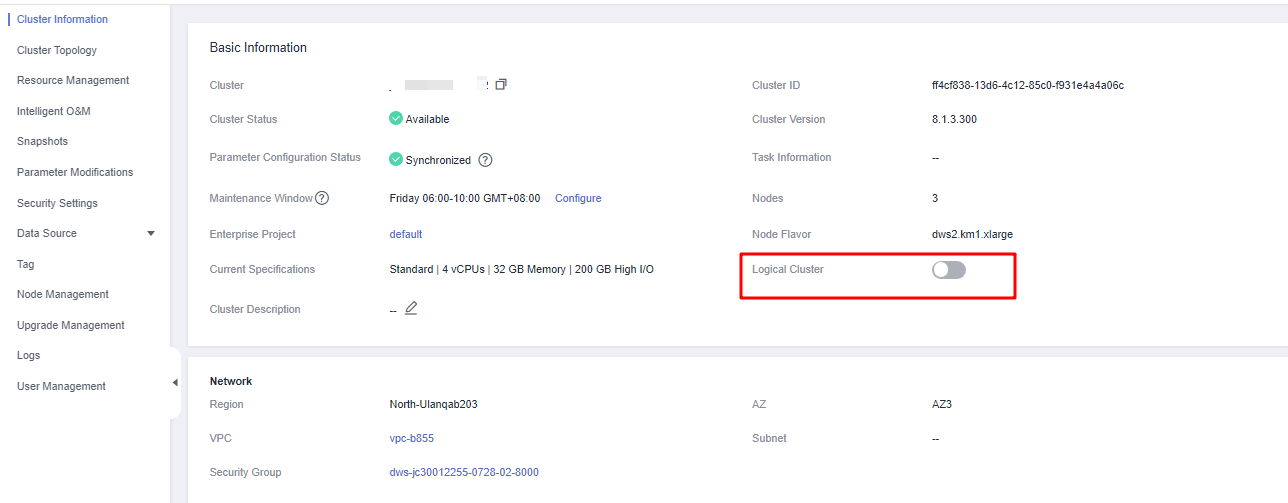 Cluster Information
Cluster Topology
Resource Management
Intelligent O&M
Snapshots
Parameter Modifications
Security Settings
Data Source
Tag
Node Management
Upgrade Management
Logs
User Management
Basic Information
Cluster
Cluster ID ff4cf838-13d6-4c12-85c0-f931e4a4a06c
Cluster Status Available
Cluster Version 8.1.3.300
Parameter Configuration Status Synchronized ?
Task Information --
Maintenance Window ? Friday 06:00-10:00 GMT+08:00 Configure
Nodes 3
Enterprise Project default
Node Flavor dws2.km1.xlarge
Current Specifications Standard | 4 vCPUs | 32 GB Memory | 200 GB High I/O
Logical Cluster
Cluster Description --
Network
Region North-Ulanqab203
AZ AZ3
VPC vpc-b855
Subnet --
Security Group dws-jc30012255-0728-02-8000